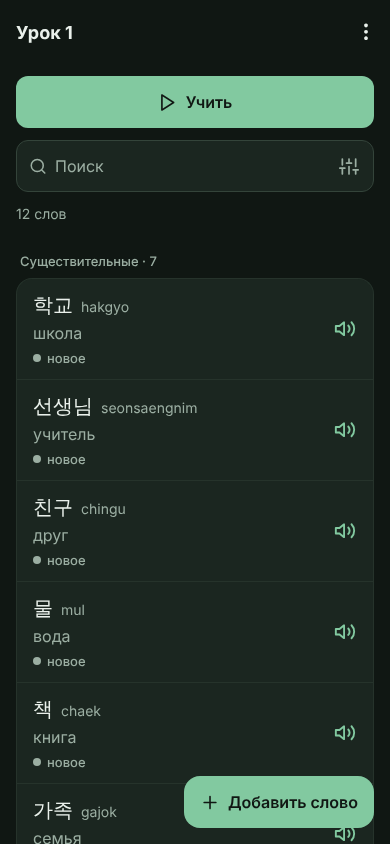 Урок 1
Учить
Поиск
12 слов
Существительные · 7
학교 hakgyo
школа
новое
선생님 seonsaengnim
учитель
новое
친구 chingu
друг
новое
물 mul
вода
новое
책 chaek
книга
новое
가족 gajok
семья
Добавить слово